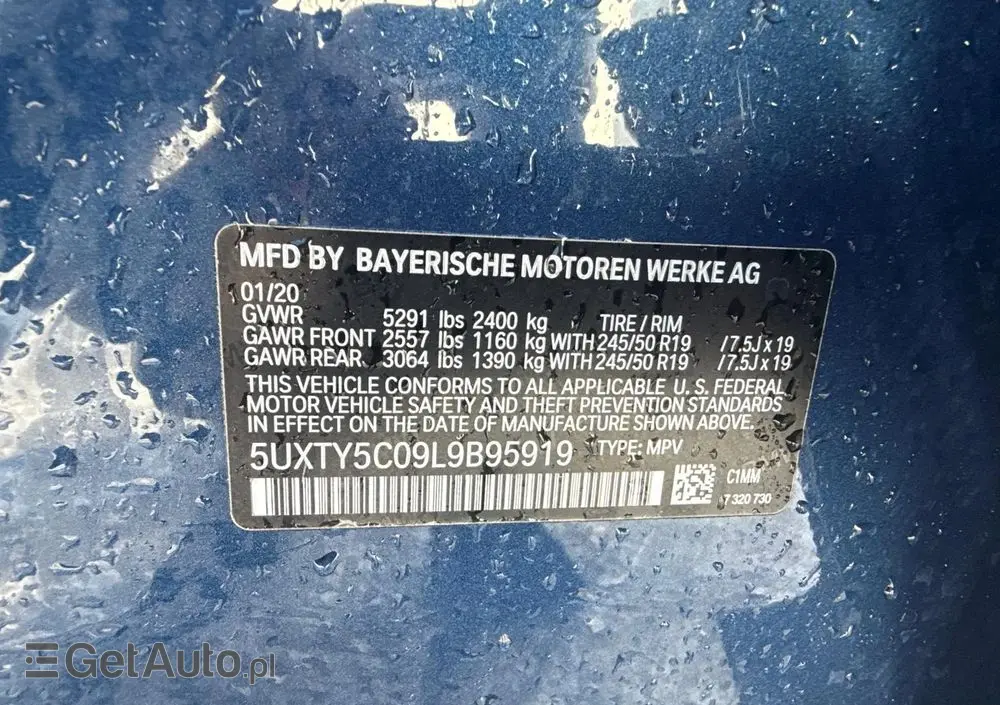 MFD BY BAYERISCHE MOTOREN WERKE AG
01/20
GVWR 5291 lbs 2400 kg TIRE / RIM
GAWR FRONT 2557 lbs 1160 kg WITH 245/50 R19 /7.5J x 19
GAWR REAR 3064 lbs 1390 kg WITH 245/50 R19 /7.5J x 19
THIS VEHICLE CONFORMS TO ALL APPLICABLE U.S. FEDERAL
MOTOR VEHICLE SAFETY AND THEFT PREVENTION STANDARDS
IN EFFECT ON THE DATE OF MANUFACTURE SHOWN ABOVE.
5UXTY5C09L9B95919 TYPE: MPV
C1MM
7 320 730
GetAuto.pl